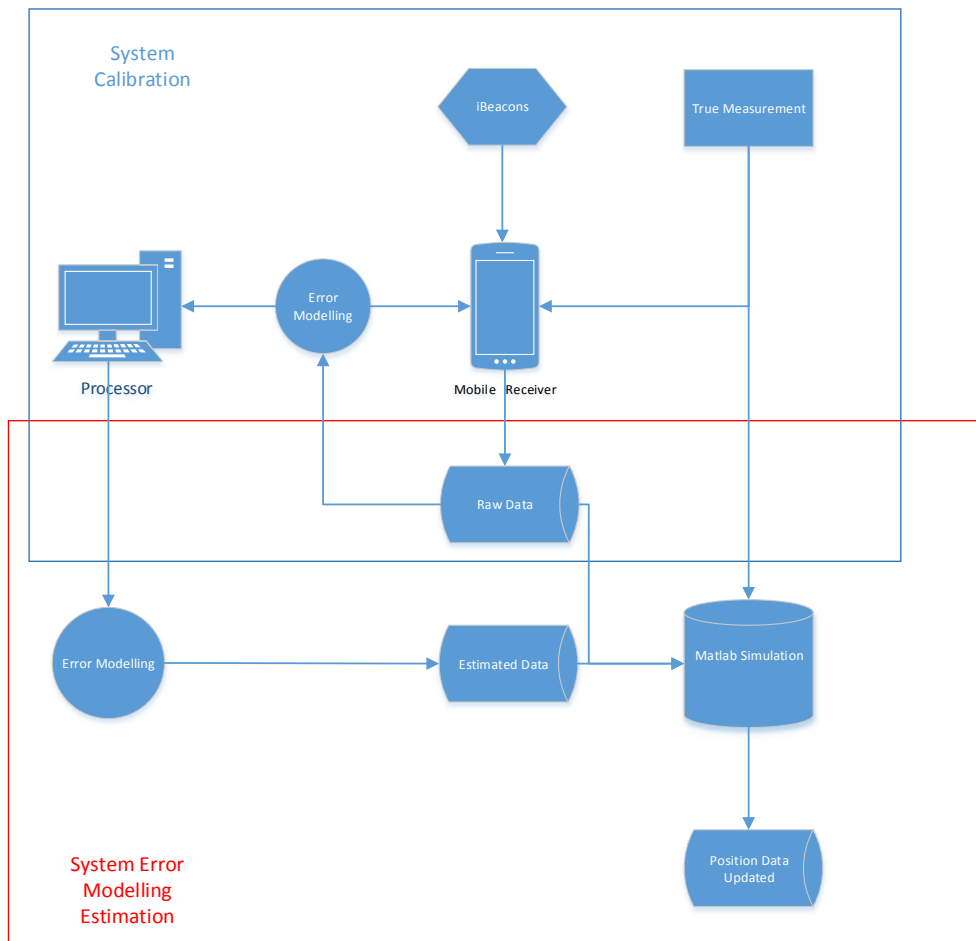 System
Calibration
iBeacons
True Measurement
Error
Modelling
Processor
Mobile Receiver
Raw Data
Error Modelling
Estimated Data
Matlab Simulation
Position Data
Updated
System Error
Modelling
Estimation